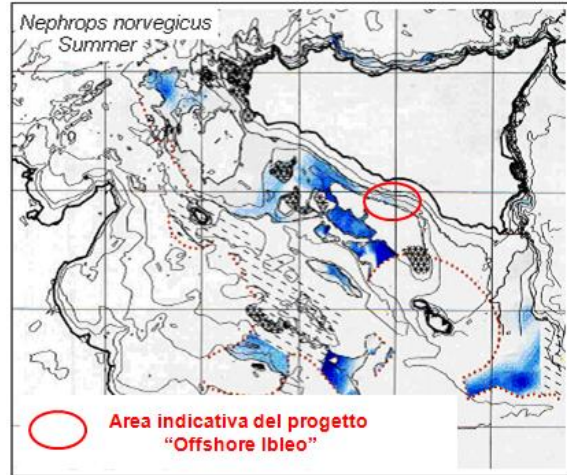 Nephrops norvegicus
Summer
Area indicativa del progetto
“Offshore Ibleo”